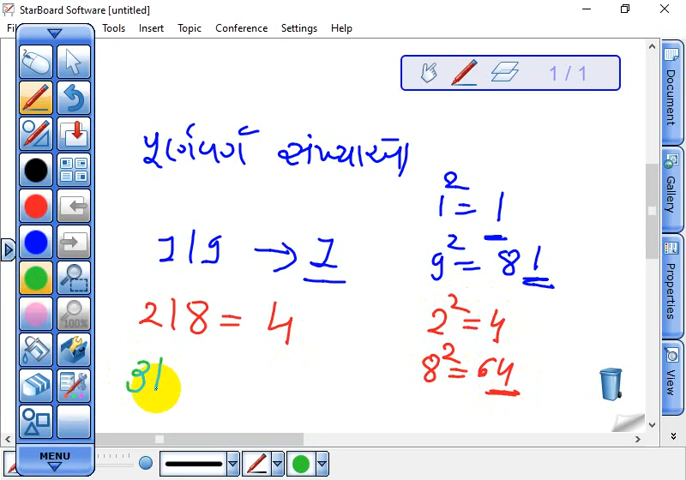 StarBoard Software [untitled]
Tools Insert Topic Conference Settings Help
1 / 1
પૂર્ણવર્ગ સંખ્યાઓ
1² = 1
1/9 → 1
9² = 81
2/8 = 4
2² = 4
8² = 64
3/
100%
MENU
Document
Gallery
Properties
View